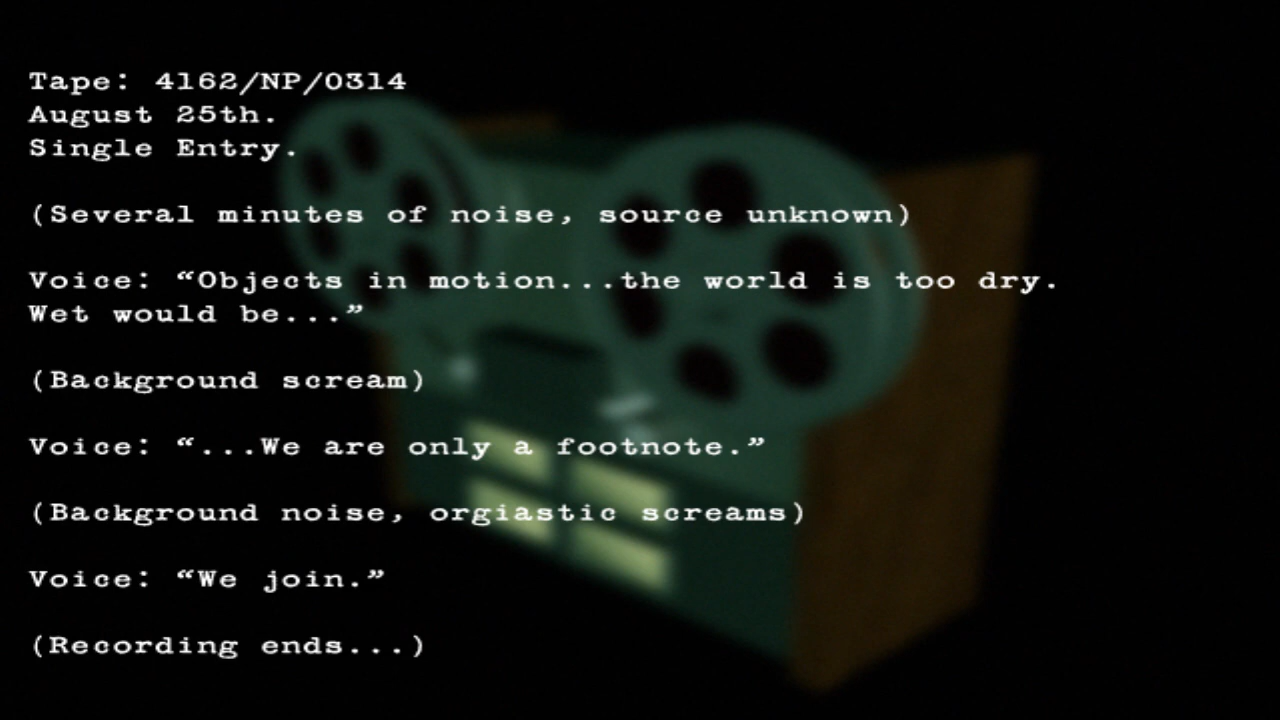 Tape: 4162/NP/0314
August 25th.
Single Entry.
(Several minutes of noise, source unknown)
Voice: “Objects in motion...the world is too dry.
Wet would be...”
(Background scream)
Voice: “...We are only a footnote.”
(Background noise, orgiastic screams)
Voice: “We join.”
(Recording ends...)